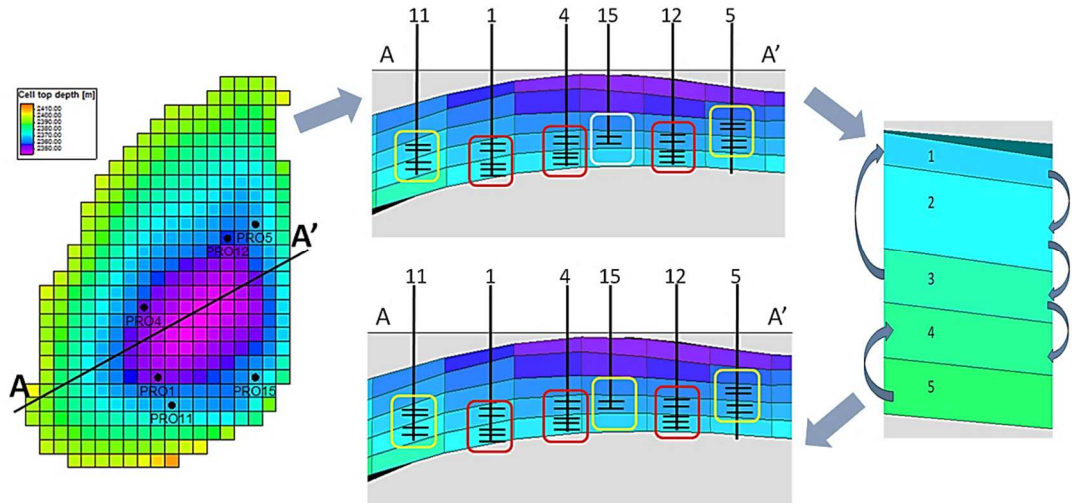 Cell top depth [m]
2410.00
2400.00
2390.00
2380.00
2370.00
2360.00
2350.00
PRO5
PRO12
A'
PRO4
A
PRO1
PRO15
PRO11
11 1 4 15 12 5
A A'
11 1 4 15 12 5
A A'
1
2
3
4
5